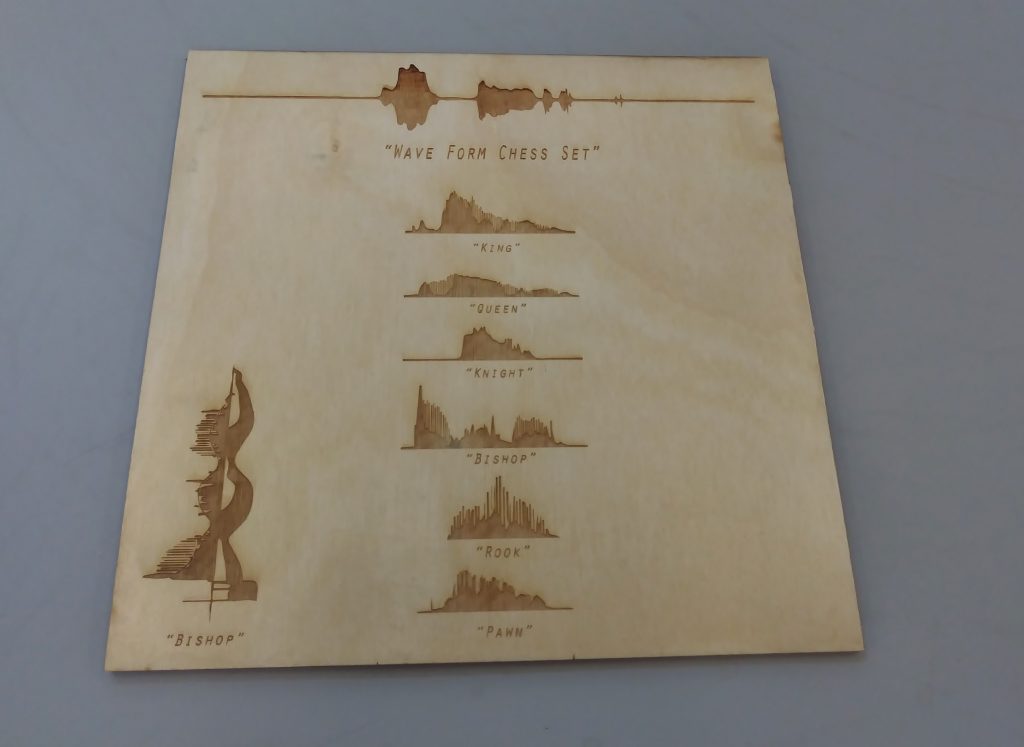 "WAVE FORM CHESS SET"
"KING"
"QUEEN"
"KNIGHT"
"BISHOP"
"ROOK"
"PAWN"
"BISHOP"